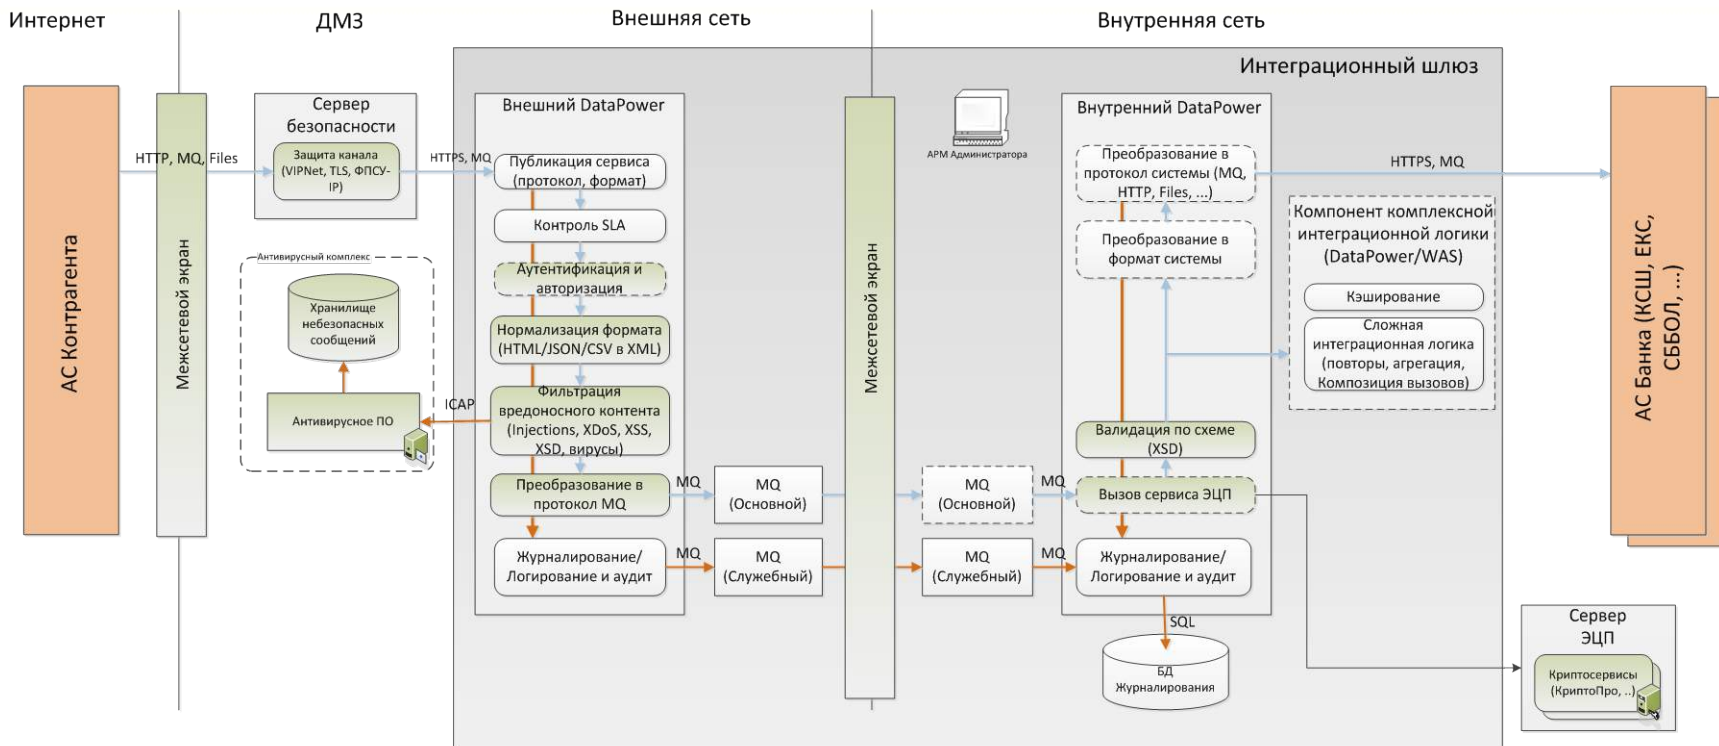 Интернет
ДМЗ
Внешняя сеть
Внутренняя сеть
Интеграционный шлюз
АС Контрагента
HTTP, MQ, Files
Межсетевой экран
Сервер
безопасности
Защита канала
(VIPNet, TLS, ФПСУ-
IP)
HTTPS, MQ
Антивирусный комплекс
Хранилище
небезопасных
сообщений
Антивирусное ПО
ICAP
Внешний DataPower
Публикация сервиса
(протокол, формат)
Контроль SLA
Аутентификация и
авторизация
Нормализация формата
(HTML/JSON/CSV в XML)
Фильтрация
вредоносного контента
(Injections, XDoS, XSS,
XSD, вирусы)
Преобразование в
протокол MQ
Журналирование/
Логирование и аудит
MQ
MQ
(Основной)
MQ
MQ
(Служебный)
Межсетевой экран
АРМ Администратора
MQ
(Основной)
MQ
MQ
(Служебный)
MQ
Внутренний DataPower
Преобразование в
протокол системы (MQ,
HTTP, Files, ...)
Преобразование в
формат системы
Валидация по схеме
(XSD)
Вызов сервиса ЭЦП
Журналирование/
Логирование и аудит
SQL
БД
Журналирования
HTTPS, MQ
Компонент комплексной
интеграционной логики
(DataPower/WAS)
Кэширование
Сложная
интеграционная логика
(повторы, агрегация,
Композиция вызовов)
АС Банка (КСШ, ЕКС,
СББОЛ, ...)
Сервер
ЭЦП
Криптосервисы
(КриптоПро, ..)